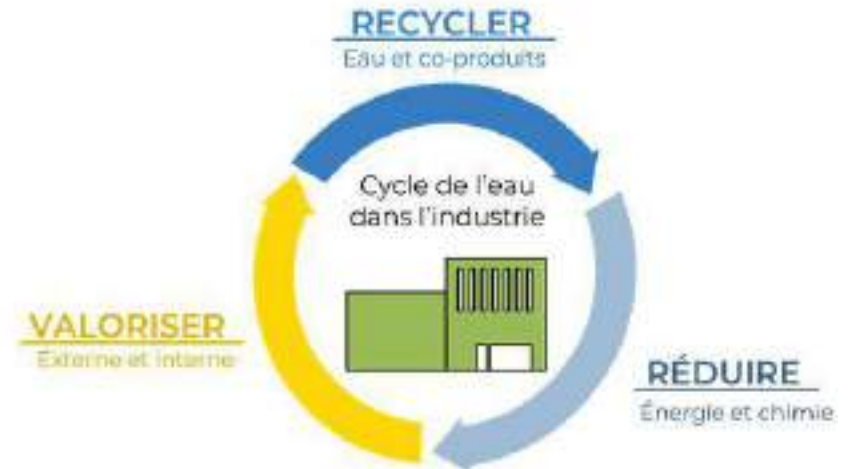 RECYCLER
Eau et co-produits
Cycle de l'eau
dans l'industrie
VALORISER
Externe et interne
RÉDUIRE
Énergie et chimie